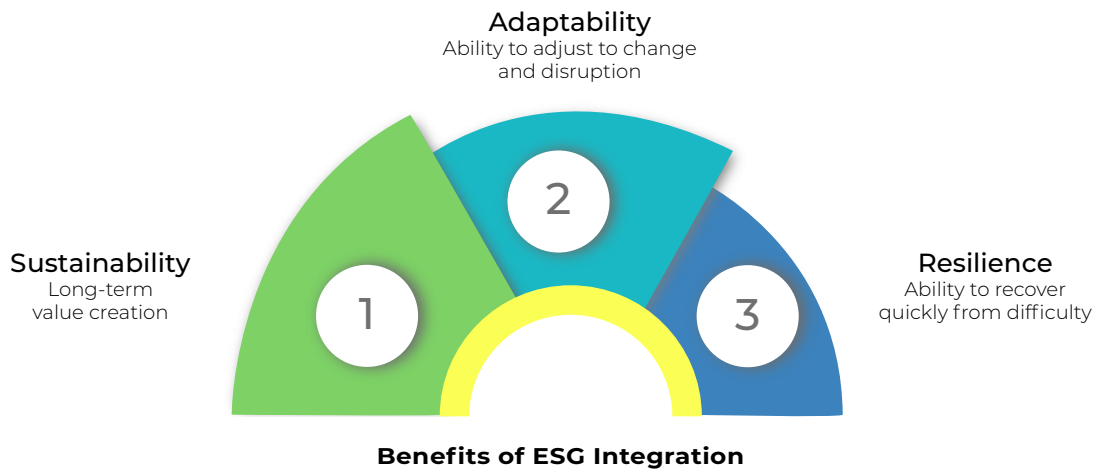 Adaptability
Ability to adjust to change
and disruption
2
Sustainability
Long-term
value creation
1
3
Resilience
Ability to recover
quickly from difficulty
Benefits of ESG Integration